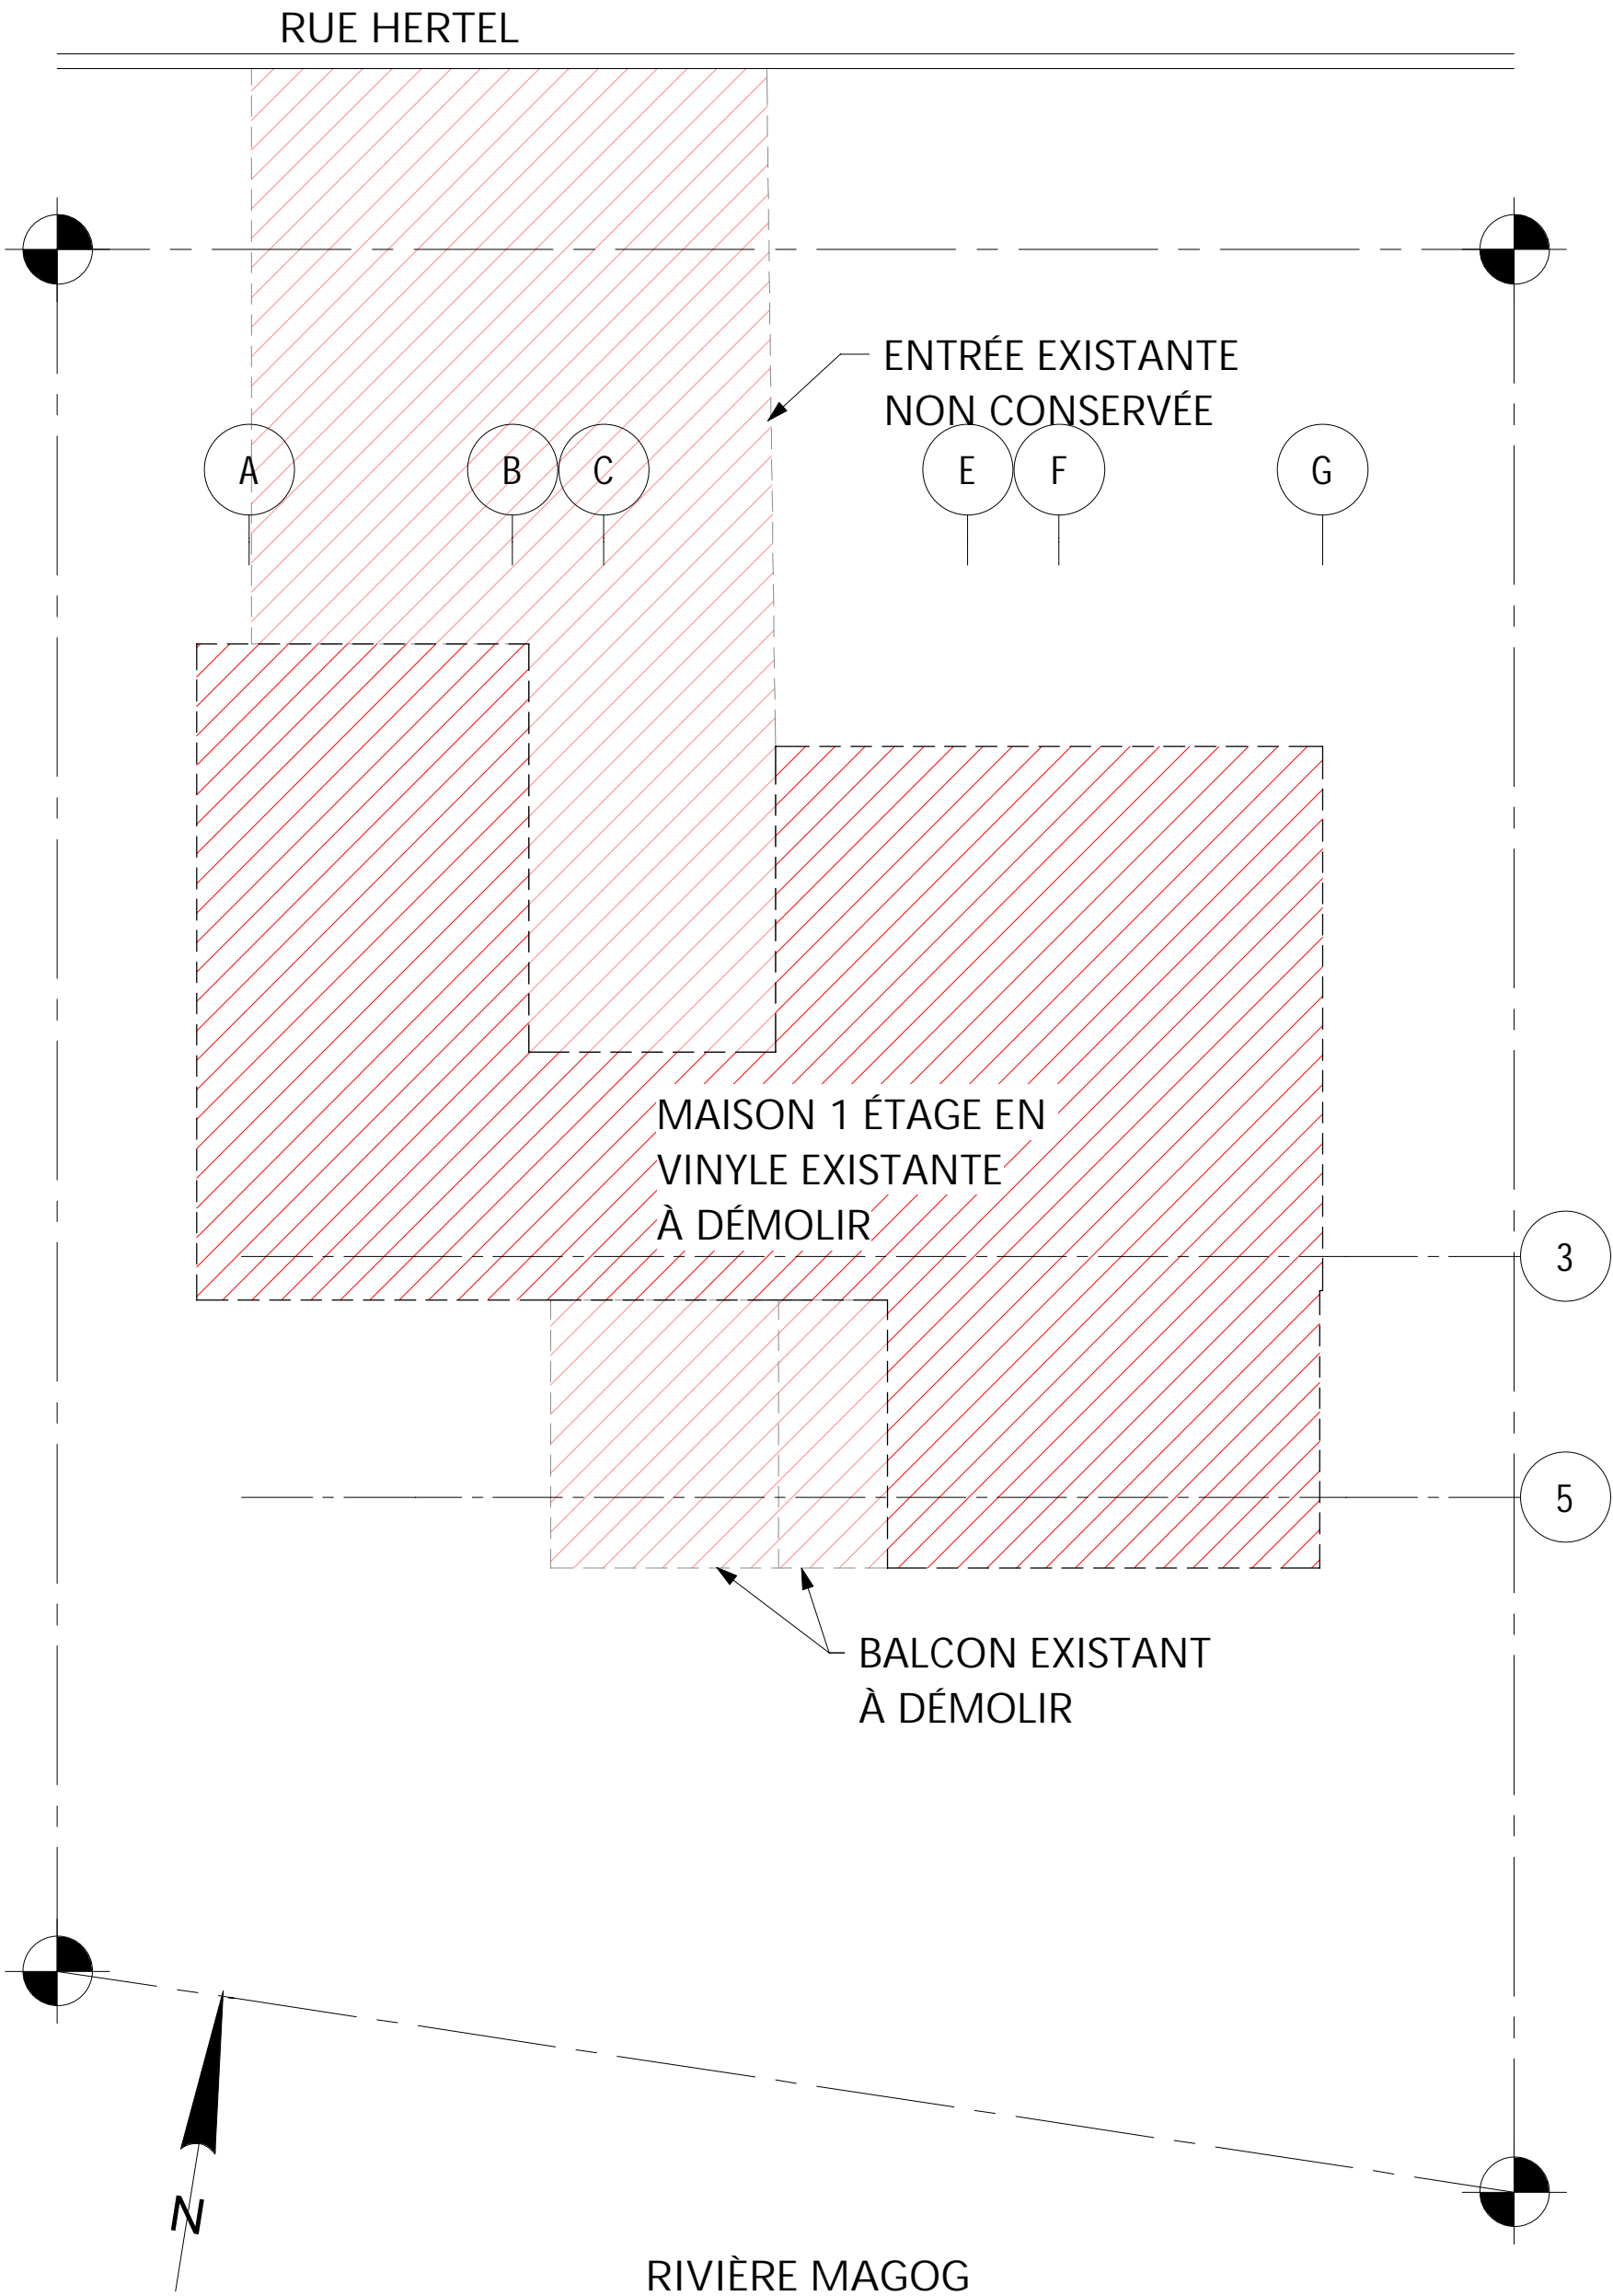 RUE HERTEL
ENTRÉE EXISTANTE
NON CONSERVÉE
A B C E F G
MAISON 1 ÉTAGE EN
VINYLE EXISTANTE
À DÉMOLIR
3
5
BALCON EXISTANT
À DÉMOLIR
N
RIVIÈRE MAGOG